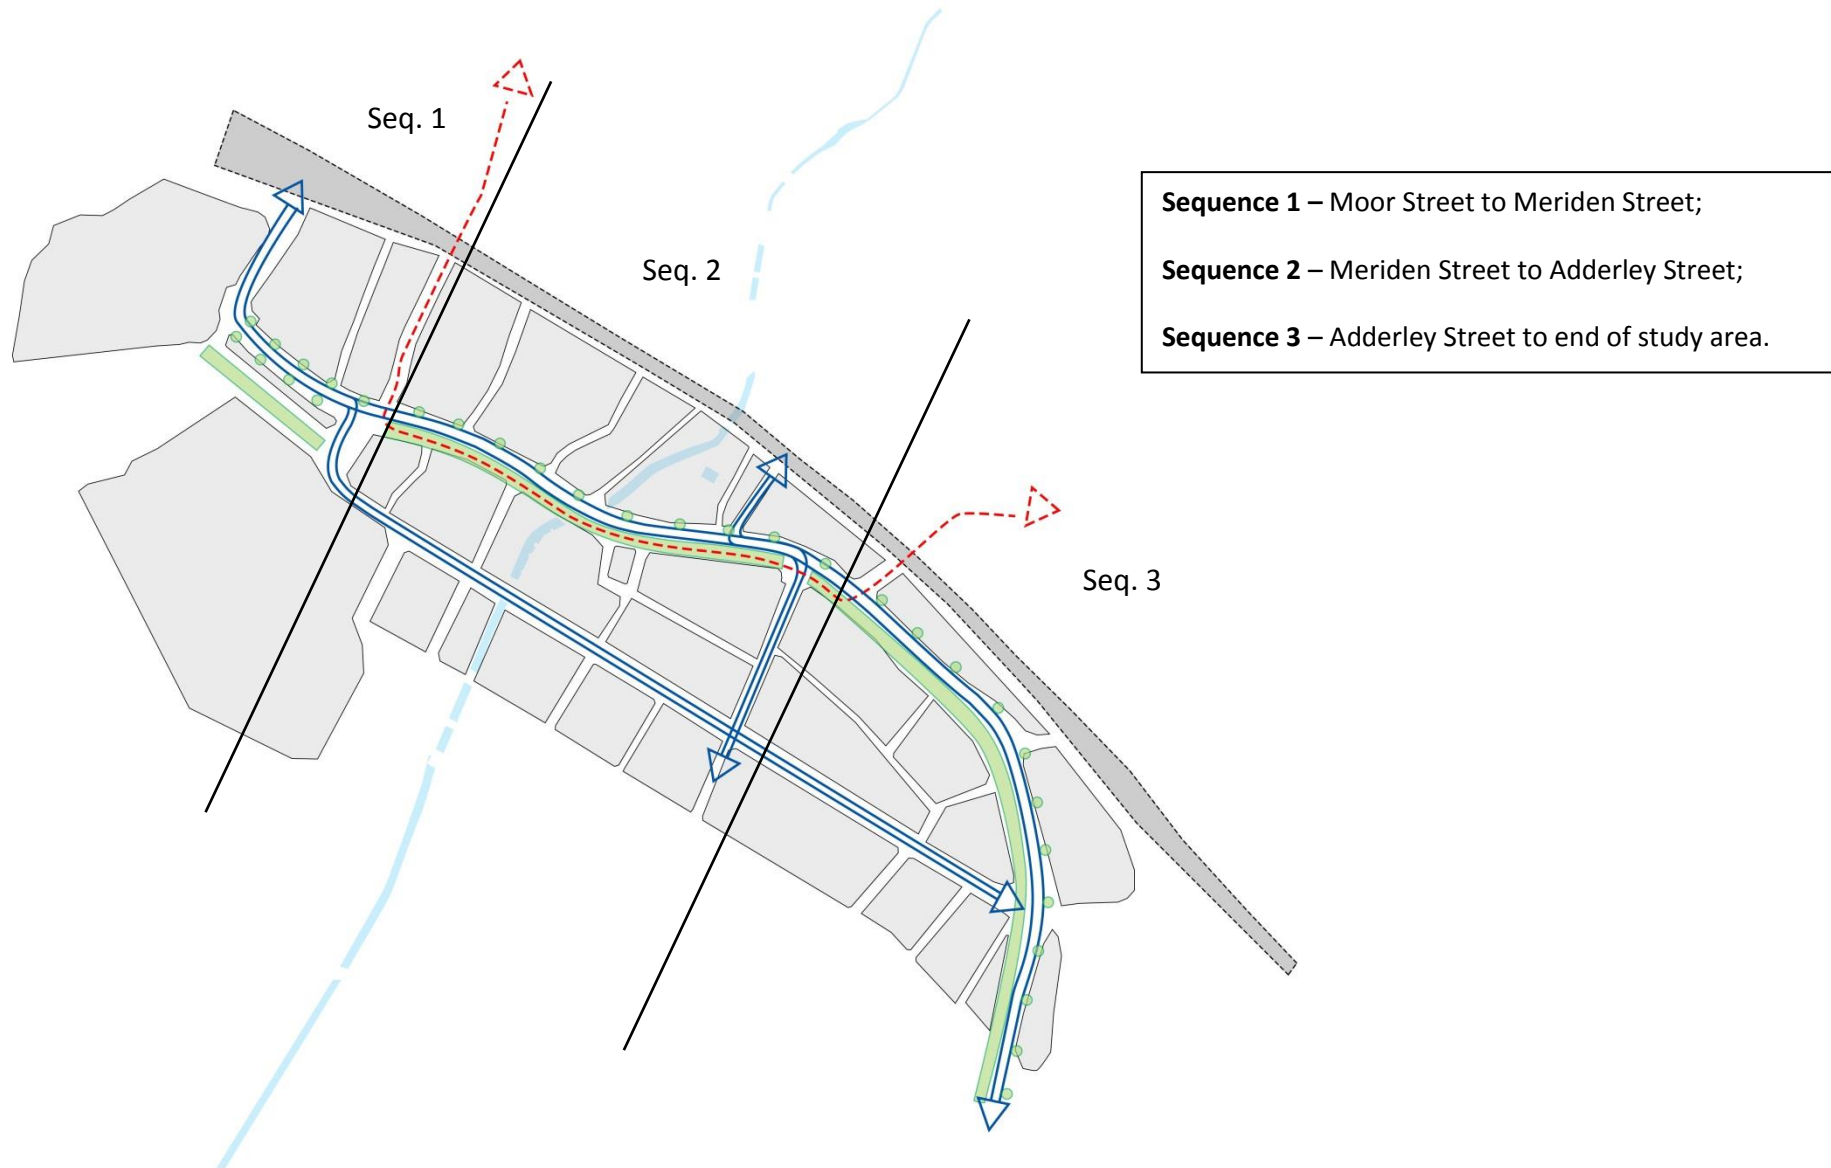 Seq. 1
Seq. 2
Seq. 3
Sequence 1 – Moor Street to Meriden Street;
Sequence 2 – Meriden Street to Adderley Street;
Sequence 3 – Adderley Street to end of study area.